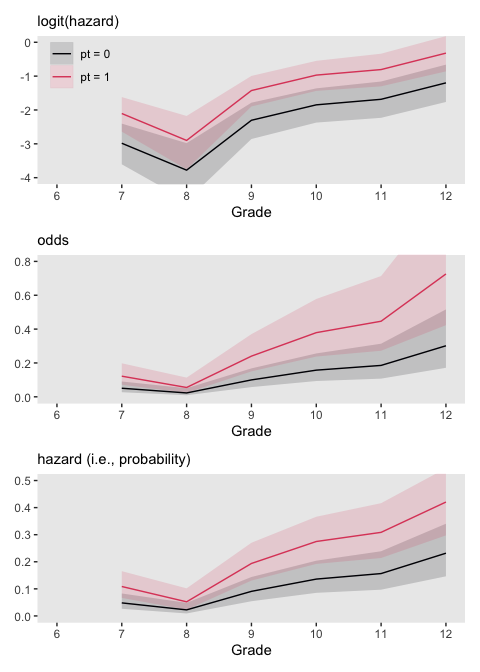 logit(hazard)
0
pt = 0
pt = 1
-1
-2
-3
-4
6 7 8 9 10 11 12
Grade
odds
0.8
0.6
0.4
0.2
0.0
6 7 8 9 10 11 12
Grade
hazard (i.e., probability)
0.5
0.4
0.3
0.2
0.1
0.0
6 7 8 9 10 11 12
Grade